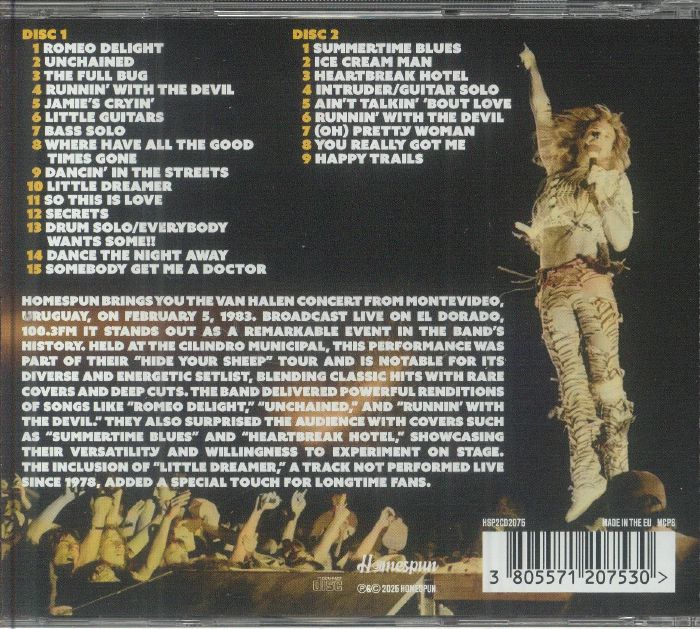 DISC 1
1 ROMEO DELIGHT
2 UNCHAINED
3 THE FULL BUG
4 RUNNIN' WITH THE DEVIL
5 JAMIE'S CRYIN'
6 LITTLE GUITARS
7 BASS SOLO
8 WHERE HAVE ALL THE GOOD
TIMES GONE
9 DANCIN' IN THE STREETS
10 LITTLE DREAMER
11 SO THIS IS LOVE
12 SECRETS
13 DRUM SOLO/EVERYBODY
WANTS SOME!!
14 DANCE THE NIGHT AWAY
15 SOMEBODY GET ME A DOCTOR
DISC 2
1 SUMMERTIME BLUES
2 ICE CREAM MAN
3 HEARTBREAK HOTEL
4 INTRUDER/GUITAR SOLO
5 AIN'T TALKIN' 'BOUT LOVE
6 RUNNIN' WITH THE DEVIL
7 (OH) PRETTY WOMAN
8 YOU REALLY GOT ME
9 HAPPY TRAILS
HOMESPUN BRINGS YOU THE VAN HALEN CONCERT FROM MONTEVIDEO,
URUGUAY, ON FEBRUARY 5, 1983. BROADCAST LIVE ON EL DORADO,
100.3FM IT STANDS OUT AS A REMARKABLE EVENT IN THE BAND'S
HISTORY. HELD AT THE CILINDRO MUNICIPAL, THIS PERFORMANCE WAS
PART OF THEIR "HIDE YOUR SHEEP" TOUR AND IS NOTABLE FOR ITS
DIVERSE AND ENERGETIC SETLIST, BLENDING CLASSIC HITS WITH RARE
COVERS AND DEEP CUTS. THE BAND DELIVERED POWERFUL RENDITIONS
OF SONGS LIKE "ROMEO DELIGHT," "UNCHAINED," AND "RUNNIN' WITH
THE DEVIL." THEY ALSO SURPRISED THE AUDIENCE WITH COVERS SUCH
AS "SUMMERTIME BLUES" AND "HEARTBREAK HOTEL," SHOWCASING
THEIR VERSATILITY AND WILLINGNESS TO EXPERIMENT ON STAGE.
THE INCLUSION OF "LITTLE DREAMER," A TRACK NOT PERFORMED LIVE
SINCE 1978, ADDED A SPECIAL TOUCH FOR LONGTIME FANS.
HSP2CD2075 MADE IN THE EU MCPS
3 805571 207530 >
Homespun
COMPACT disc ℗&© 2025 HOMESPUN